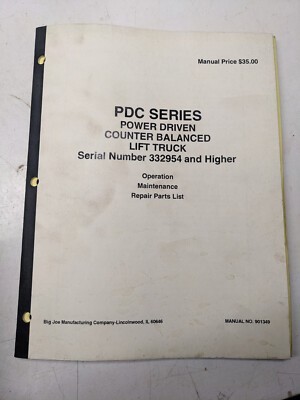 Manual Price $35.00
PDC SERIES
POWER DRIVEN
COUNTER BALANCED
LIFT TRUCK
Serial Number 332954 and Higher
Operation
Maintenance
Repair Parts List
Big Joe Manufacturing Company-Lincolnwood, IL 60646
MANUAL NO. 901349